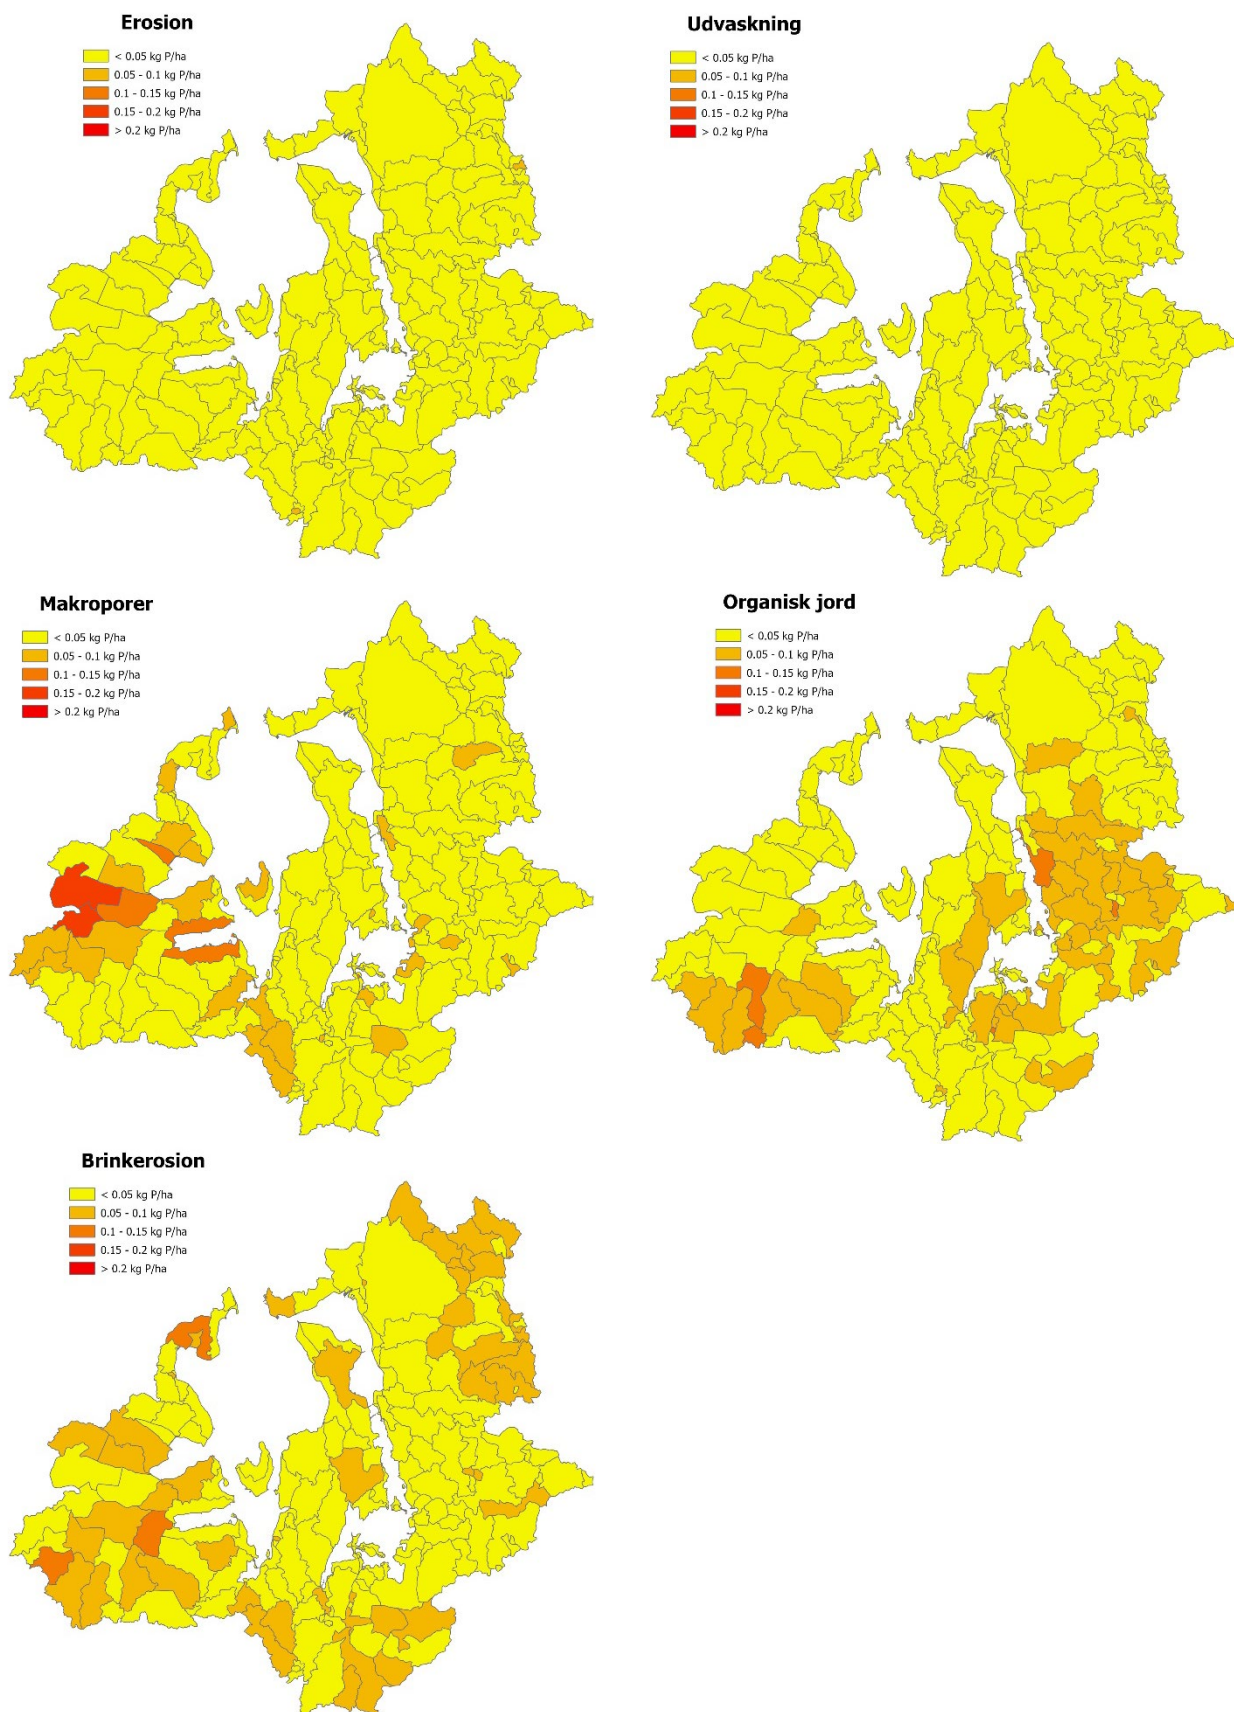 Erosion
< 0.05 kg P/ha
0.05 - 0.1 kg P/ha
0.1 - 0.15 kg P/ha
0.15 - 0.2 kg P/ha
> 0.2 kg P/ha
Udvaskning
< 0.05 kg P/ha
0.05 - 0.1 kg P/ha
0.1 - 0.15 kg P/ha
0.15 - 0.2 kg P/ha
> 0.2 kg P/ha
Makroporer
< 0.05 kg P/ha
0.05 - 0.1 kg P/ha
0.1 - 0.15 kg P/ha
0.15 - 0.2 kg P/ha
> 0.2 kg P/ha
Organisk jord
< 0.05 kg P/ha
0.05 - 0.1 kg P/ha
0.1 - 0.15 kg P/ha
0.15 - 0.2 kg P/ha
> 0.2 kg P/ha
Brinkerosion
< 0.05 kg P/ha
0.05 - 0.1 kg P/ha
0.1 - 0.15 kg P/ha
0.15 - 0.2 kg P/ha
> 0.2 kg P/ha